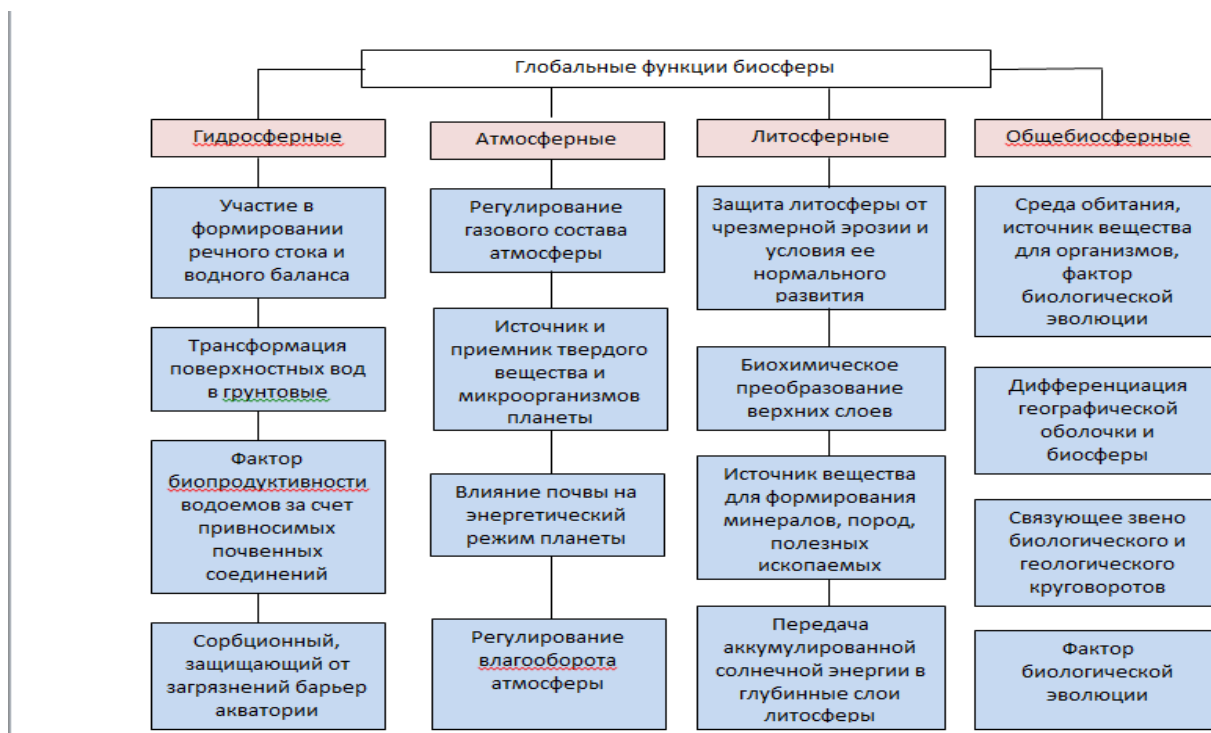 Глобальные функции биосферы
Гидросферные
Участие в
формировании
речного стока и
водного баланса
Трансформация
поверхностных вод
в грунтовые
Фактор
биопродуктивности
водоемов за счет
привносимых
почвенных
соединений
Сорбционный,
защищающий от
загрязнений барьер
акватории
Атмосферные
Регулирование
газового состава
атмосферы
Источник и
приемник твердого
вещества и
микроорганизмов
планеты
Влияние почвы на
энергетический
режим планеты
Регулирование
влагооборота
атмосферы
Литосферные
Защита литосферы от
чрезмерной эрозии и
условия ее
нормального
развития
Биохимическое
преобразование
верхних слоев
Источник вещества
для формирования
минералов, пород,
полезных
ископаемых
Передача
аккумулированной
солнечной энергии в
глубинные слои
литосферы
Общебиосферные
Среда обитания,
источник вещества
для организмов,
фактор
биологической
эволюции
Дифференциация
географической
оболочки и
биосферы
Связующее звено
биологического и
геологического
круговоротов
Фактор
биологической
эволюции